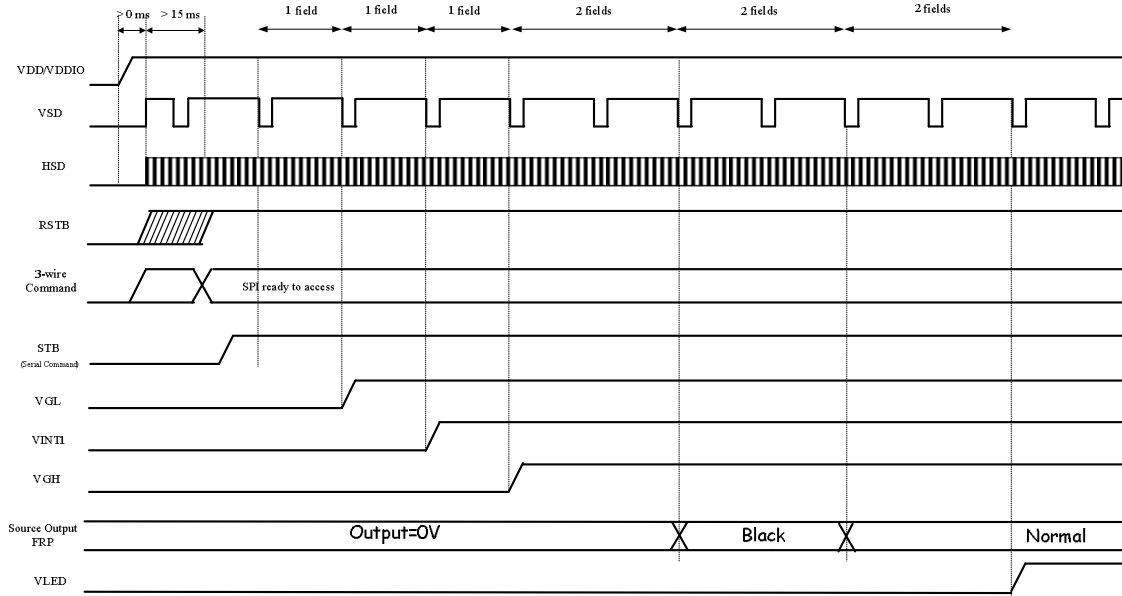 > 0 ms
> 15 ms
1 field
1 field
1 field
2 fields
2 fields
2 fields
VDD/VDDIO
VSD
HSD
RSTB
3-wire
Command
SPI ready to access
STB
(Serial Command)
VGL
VINT1
VGH
Source Output
FRP
Output=0V
Black
Normal
VLED